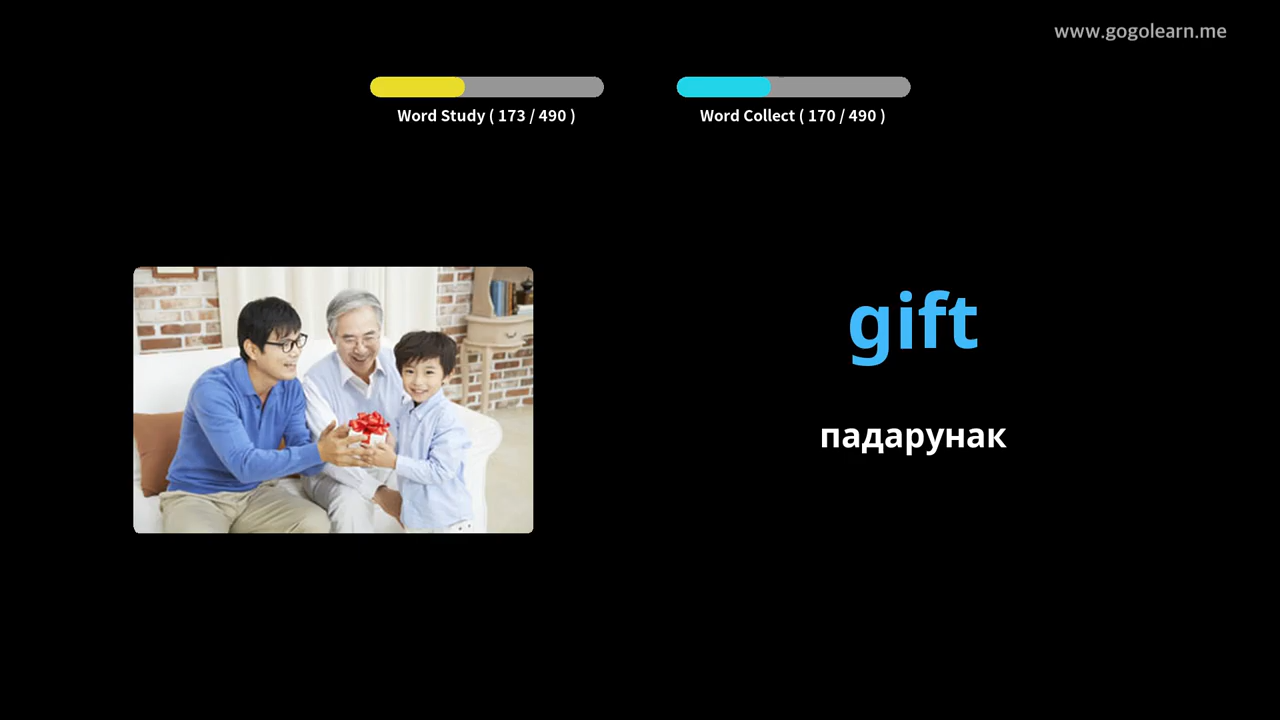 www.gogolearn.me
Word Study ( 173 / 490 )
Word Collect ( 170 / 490 )
gift
падарунак